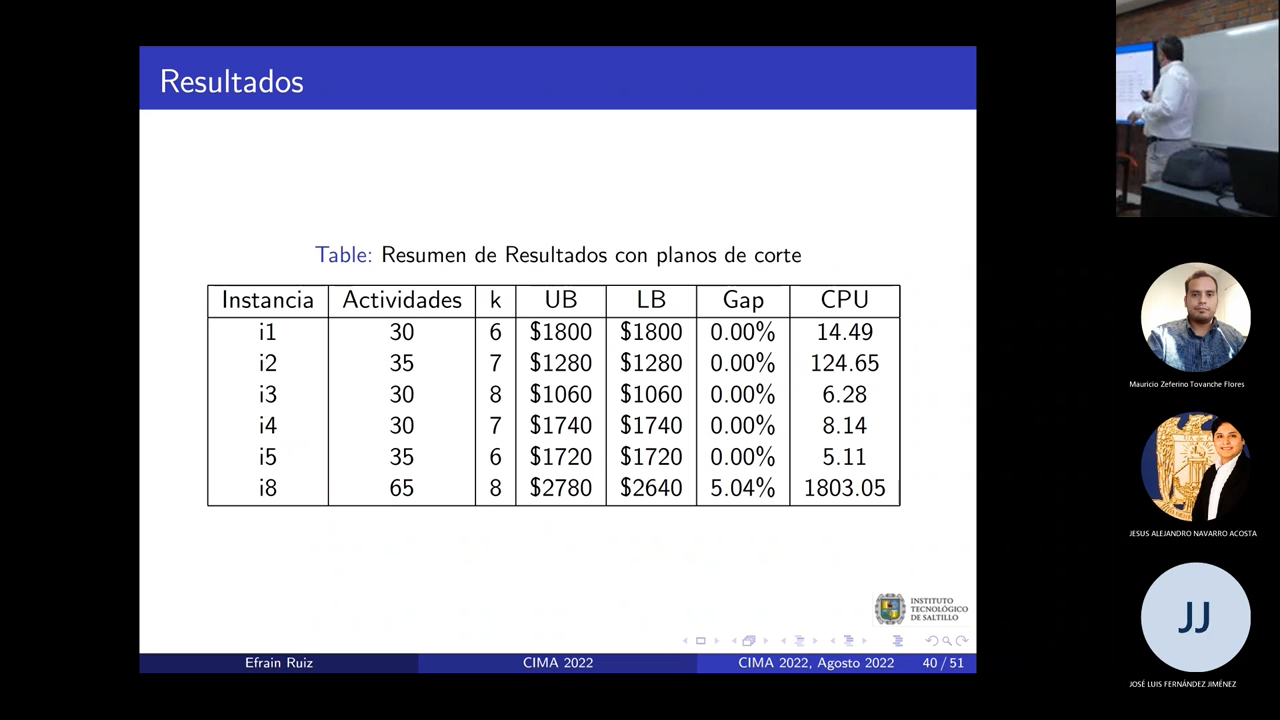 Resultados
Table: Resumen de Resultados con planos de corte
Instancia Actividades k UB LB Gap CPU
i1 30 6 $1800 $1800 0.00% 14.49
i2 35 7 $1280 $1280 0.00% 124.65
i3 30 8 $1060 $1060 0.00% 6.28
i4 30 7 $1740 $1740 0.00% 8.14
i5 35 6 $1720 $1720 0.00% 5.11
i8 65 8 $2780 $2640 5.04% 1803.05
INSTITUTO
TECNOLÓGICO
DE SALTILLO
Efrain Ruiz CIMA 2022 CIMA 2022, Agosto 2022 40 / 51
Mauricio Zeferino Tovanche Flores
JESUS ALEJANDRO NAVARRO ACOSTA
JJ
JOSÉ LUIS FERNÁNDEZ JIMÉNEZ